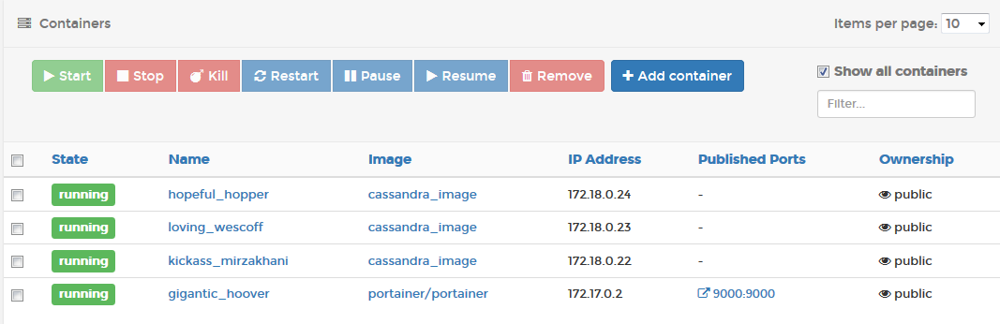 Containers Items per page: 10
Start Stop Kill Restart Pause Resume Remove Add container Show all containers
Filter...
State Name Image IP Address Published Ports Ownership
running hopeful_hopper cassandra_image 172.18.0.24 - public
running loving_wescoff cassandra_image 172.18.0.23 - public
running kickass_mirzakhani cassandra_image 172.18.0.22 - public
running gigantic_hoover portainer/portainer 172.17.0.2 9000:9000 public